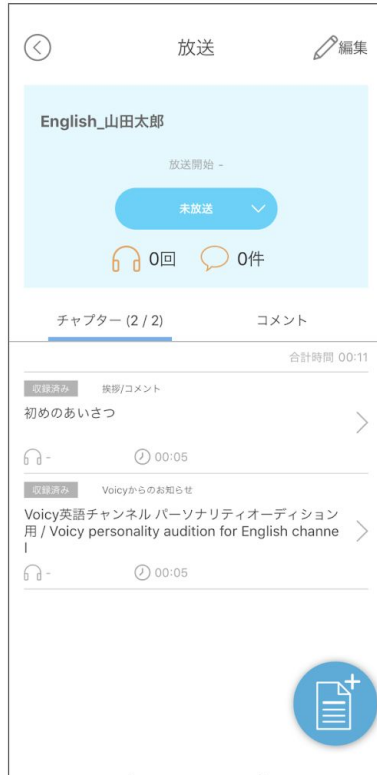 放送
編集
English_山田太郎
放送開始 -
未放送
0回
0件
チャプター (2 / 2)
コメント
合計時間 00:11
収録済み 挨拶/コメント
初めのあいさつ
- 00:05
収録済み Voicyからのお知らせ
Voicy英語チャンネル パーソナリティオーディション
用 / Voicy personality audition for English channe
l
- 00:05